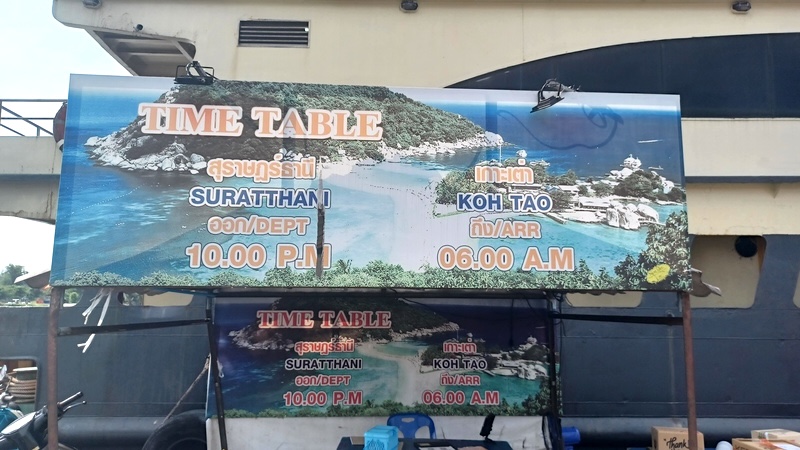 TIME TABLE
สุราษฎร์ธานี
SURATTHANI
ออก/DEPT
10.00 P.M
เกาะเต่า
KOH TAO
ถึง/ARR
06.00 A.M
TIME TABLE
สุราษฎร์ธานี
SURATTHANI
ออก/DEPT
10.00 P.M
เกาะเต่า
KOH TAO
ถึง/ARR
06.00 A.M
Thank